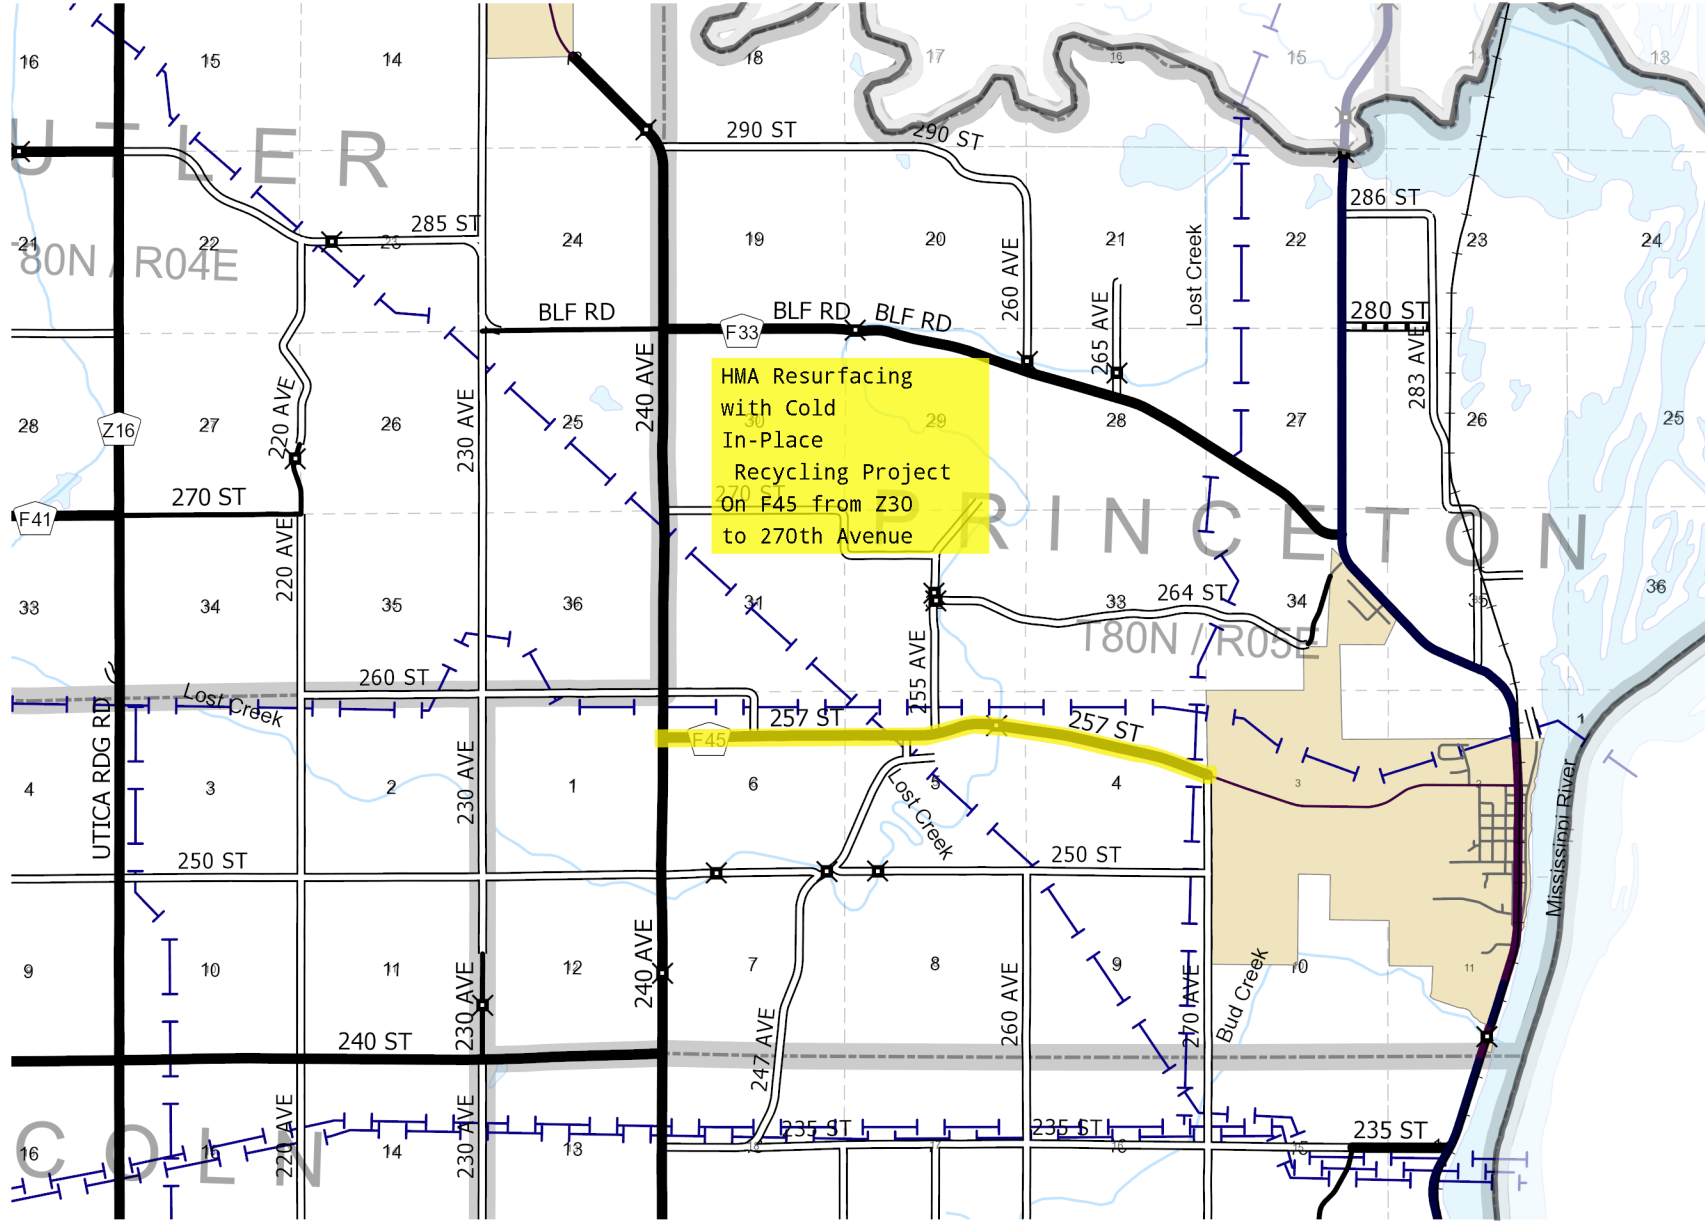 16
15
14
18
17
16
15
14
13
290 ST
290 ST
UTLER
285 ST
286 ST
21
22
23
24
19
20
21
22
23
24
80N / R04E
260 AVE
Lost Creek
265 AVE
BLF RD
BLF RD
BLF RD
F33
280 ST
283 AVE
240 AVE
HMA Resurfacing
with Cold
In-Place
Recycling Project
On F45 from Z30
to 270th Avenue
220 AVE
230 AVE
28
Z16
27
26
25
30
29
28
27
26
25
270 ST
270 ST
F41
PRINCETON
220 AVE
33
34
35
36
31
33
264 ST
34
35
36
T80N / R05E
255 AVE
260 ST
Lost Creek
257 ST
257 ST
F45
1
UTICA RDG RD
230 AVE
4
3
2
1
6
5
4
3
2
Lost Creek
Mississippi River
250 ST
250 ST
9
10
11
12
7
8
9
10
11
230 AVE
240 AVE
260 AVE
270 AVE
Bud Creek
240 ST
247 AVE
220 AVE
230 AVE
235 ST
235 ST
235 ST
COLN
16
15
14
13
18
17
16
15